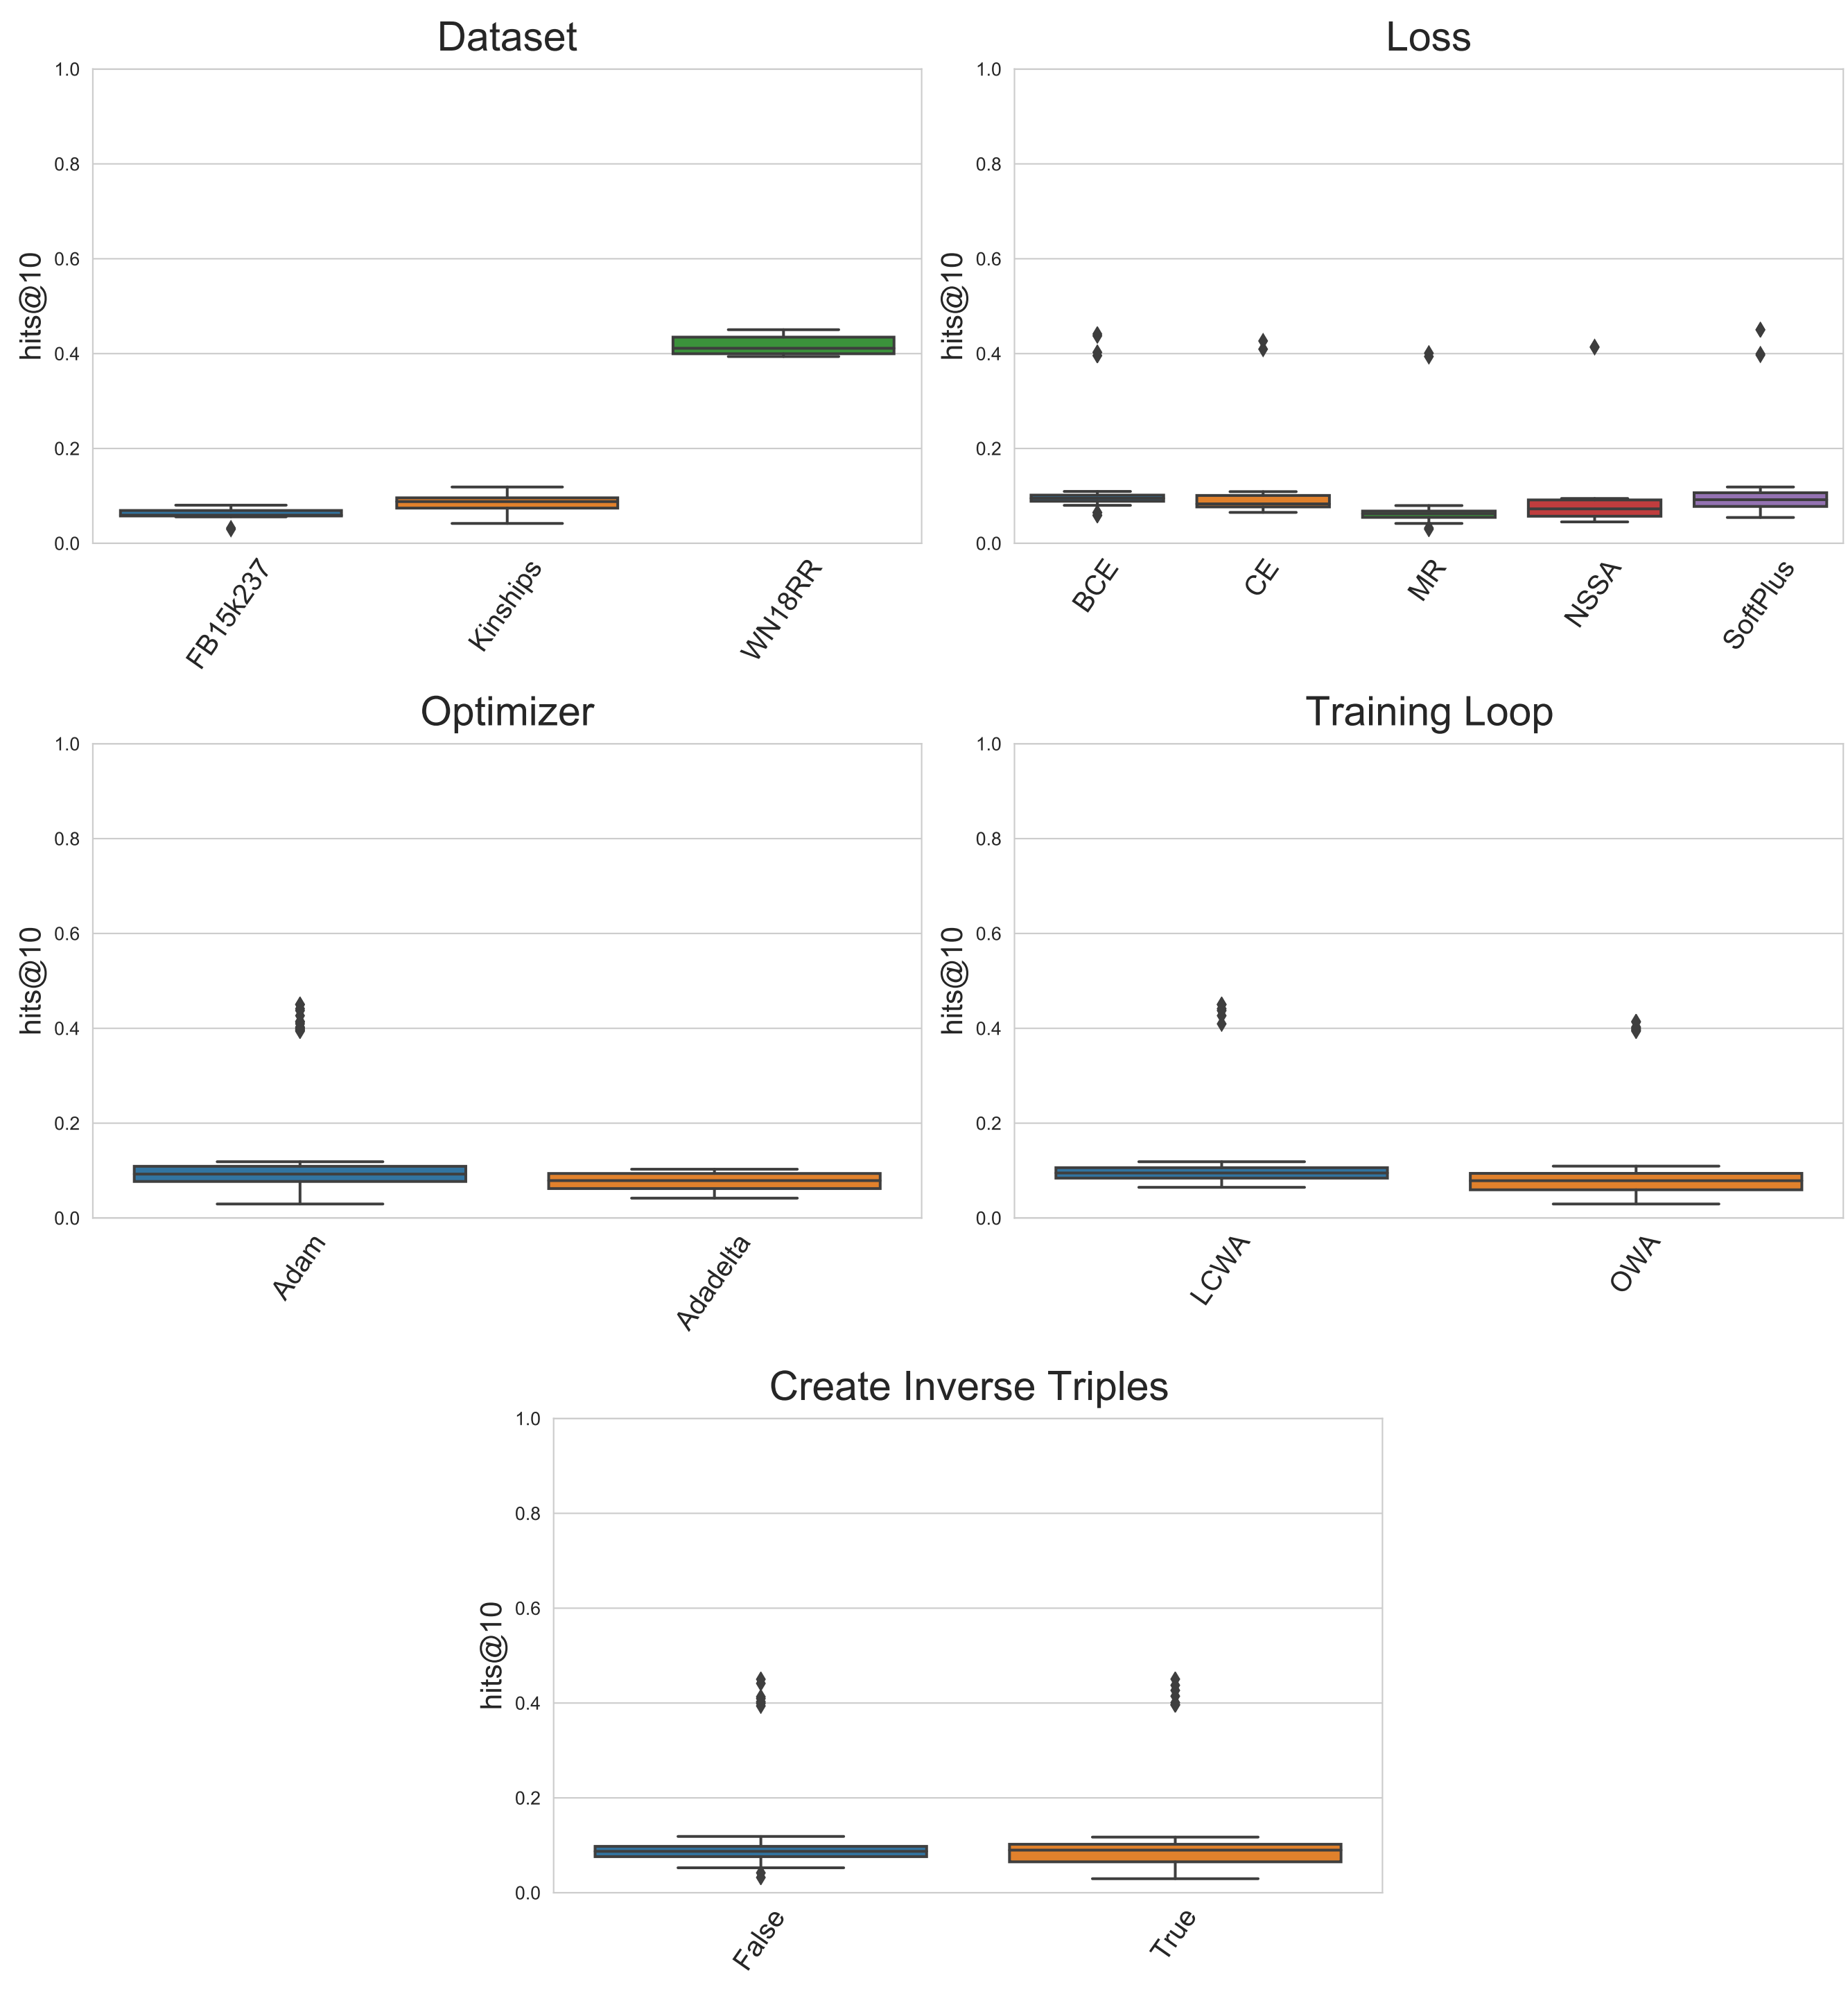 Dataset
Loss
1.0
0.8
0.6
0.4
0.2
0.0
hits@10
FB15k237
Kinships
WN18RR
1.0
0.8
0.6
0.4
0.2
0.0
hits@10
BCE
CE
MR
NSSA
SoftPlus
Optimizer
Training Loop
1.0
0.8
0.6
0.4
0.2
0.0
hits@10
Adam
Adadelta
1.0
0.8
0.6
0.4
0.2
0.0
hits@10
LCWA
OWA
Create Inverse Triples
1.0
0.8
0.6
0.4
0.2
0.0
hits@10
False
True